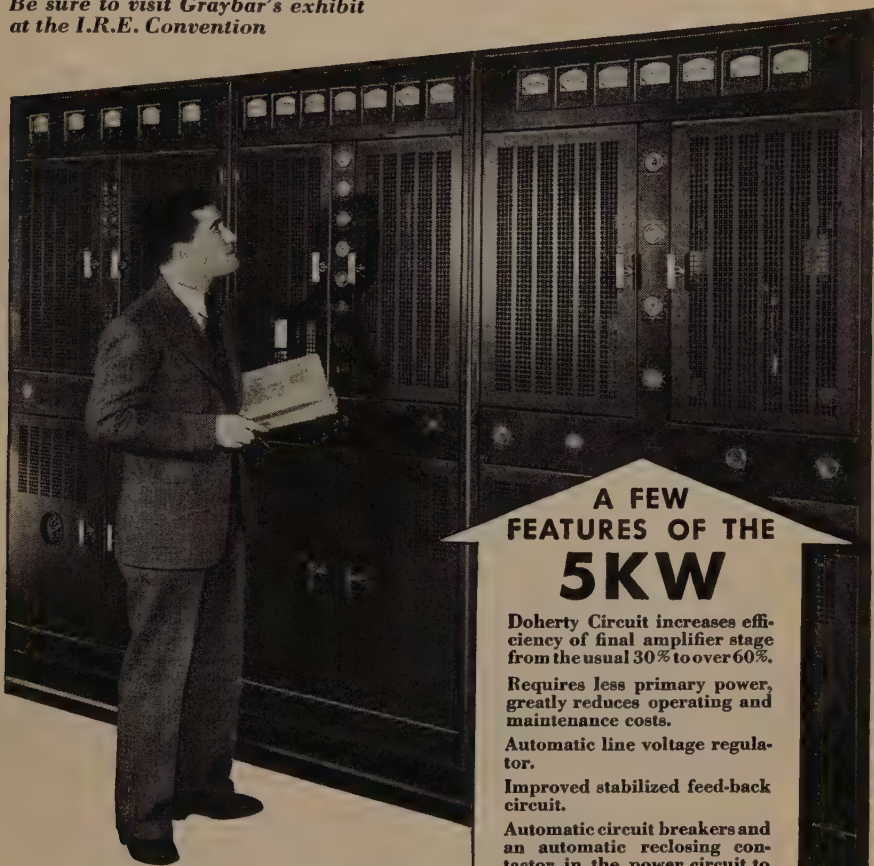 Be sure to visit Graybar's exhibit
at the I.R.E. Convention
A FEW
FEATURES OF THE
5KW
Doherty Circuit increases effi-
ciency of final amplifier stage
from the usual 30% to over 60%.
Requires less primary power,
greatly reduces operating and
maintenance costs.
Automatic line voltage regula-
tor.
Improved stabilized feed-back
circuit.
Automatic circuit breakers and
an automatic reclosing con-
tactor in the power circuit to